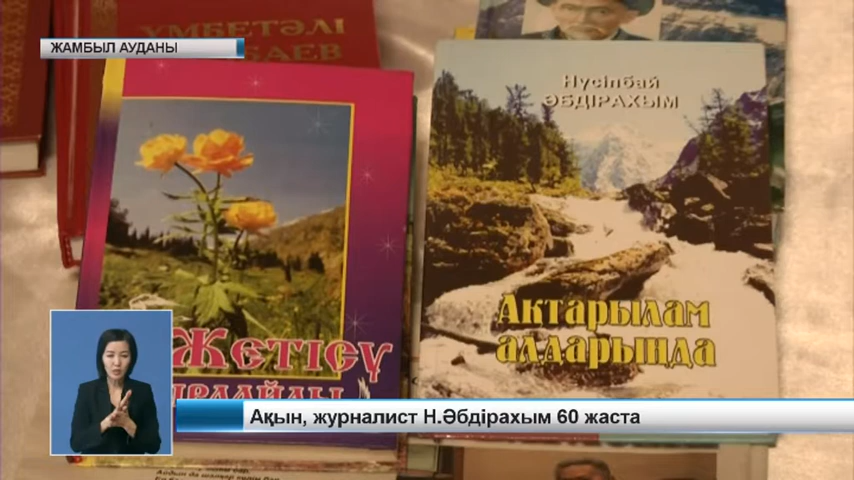 ЖАМБЫЛ АУДАНЫ
ҮМБЕТӘЛІ
Нүсіпбай
ӘБДІРАХЫМ
Ақтарылам
алдарыңда
ЖЕТІСУ
Ақын, журналист Н.Әбдірахым 60 жаста